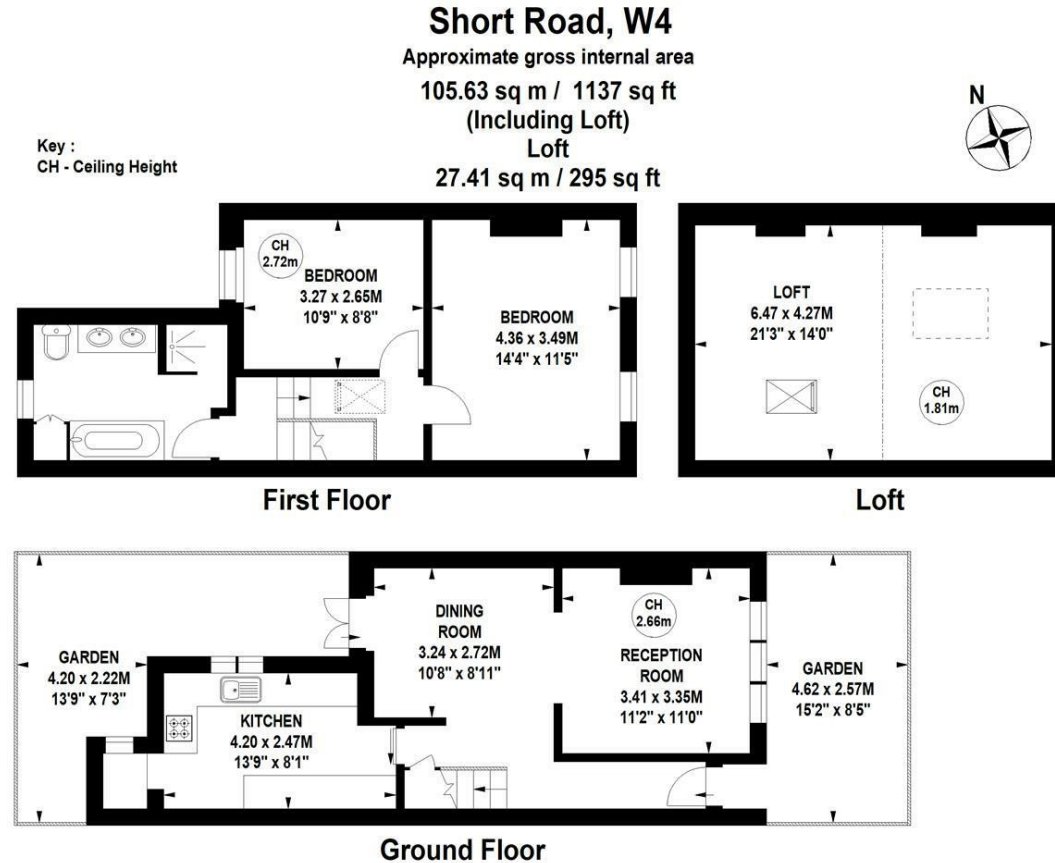 Short Road, W4
Approximate gross internal area
105.63 sq m / 1137 sq ft
(Including Loft)
Loft
27.41 sq m / 295 sq ft
Key :
CH - Ceiling Height
N
CH
2.72m
BEDROOM
3.27 x 2.65M
10'9" x 8'8"
BEDROOM
4.36 x 3.49M
14'4" x 11'5"
First Floor
LOFT
6.47 x 4.27M
21'3" x 14'0"
CH
1.81m
Loft
GARDEN
4.20 x 2.22M
13'9" x 7'3"
KITCHEN
4.20 x 2.47M
13'9" x 8'1"
DINING
ROOM
3.24 x 2.72M
10'8" x 8'11"
CH
2.66m
RECEPTION
ROOM
3.41 x 3.35M
11'2" x 11'0"
GARDEN
4.62 x 2.57M
15'2" x 8'5"
Ground Floor